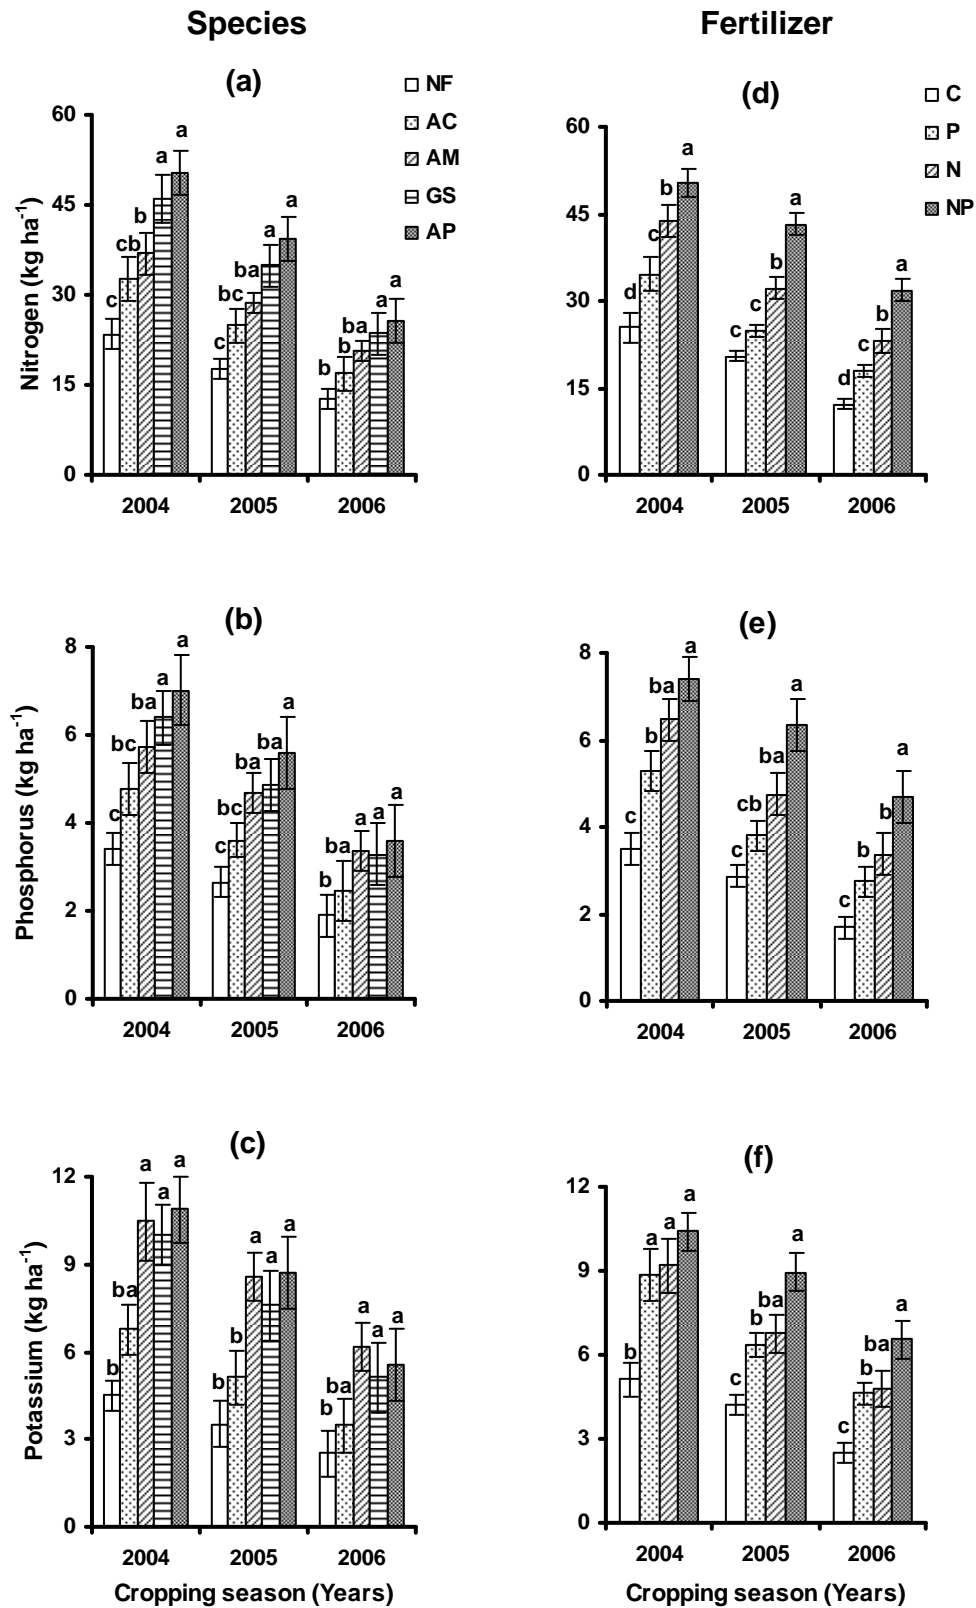 Species
Fertilizer
(a)
NF
AC
AM
GS
AP
Nitrogen (kg ha⁻¹)
60
45
30
15
0
c
cb
b
a
a
c
bc
ba
a
a
b
b
ba
a
a
2004
2005
2006
(d)
C
P
N
NP
60
45
30
15
0
d
c
b
a
c
c
b
a
d
c
b
a
2004
2005
2006
(b)
Phosphorus (kg ha⁻¹)
8
6
4
2
0
c
bc
ba
a
a
c
bc
ba
ba
a
b
ba
a
a
a
2004
2005
2006
(e)
8
6
4
2
0
c
b
ba
a
c
cb
ba
a
c
b
b
a
2004
2005
2006
(c)
Potassium (kg ha⁻¹)
12
9
6
3
0
b
ba
a
a
a
b
b
a
a
a
b
ba
a
a
a
2004
2005
2006
Cropping season (Years)
(f)
12
9
6
3
0
b
a
a
a
c
b
ba
a
c
b
ba
a
2004
2005
2006
Cropping season (Years)